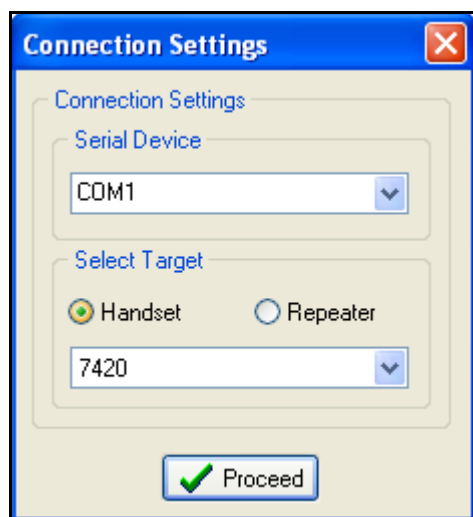 Connection Settings
Connection Settings
Serial Device
COM1
Select Target
Handset Repeater
7420
Proceed